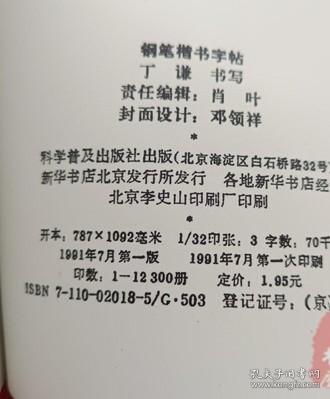 钢笔楷书字帖
丁谦 书写
责任编辑：肖叶
封面设计：邓领祥
*
科学普及出版社出版(北京海淀区白石桥路32号)
新华书店北京发行所发行 各地新华书店经
北京李史山印刷厂印刷
*
开本：787×1092毫米 1/32印张：3 字数：70千
1991年7月第一版 1991年7月第一次印刷
印数：1—12 300册 定价：1.95元
ISBN 7-110-02018-5/G·503 登记证号：(京
孔夫子旧书网